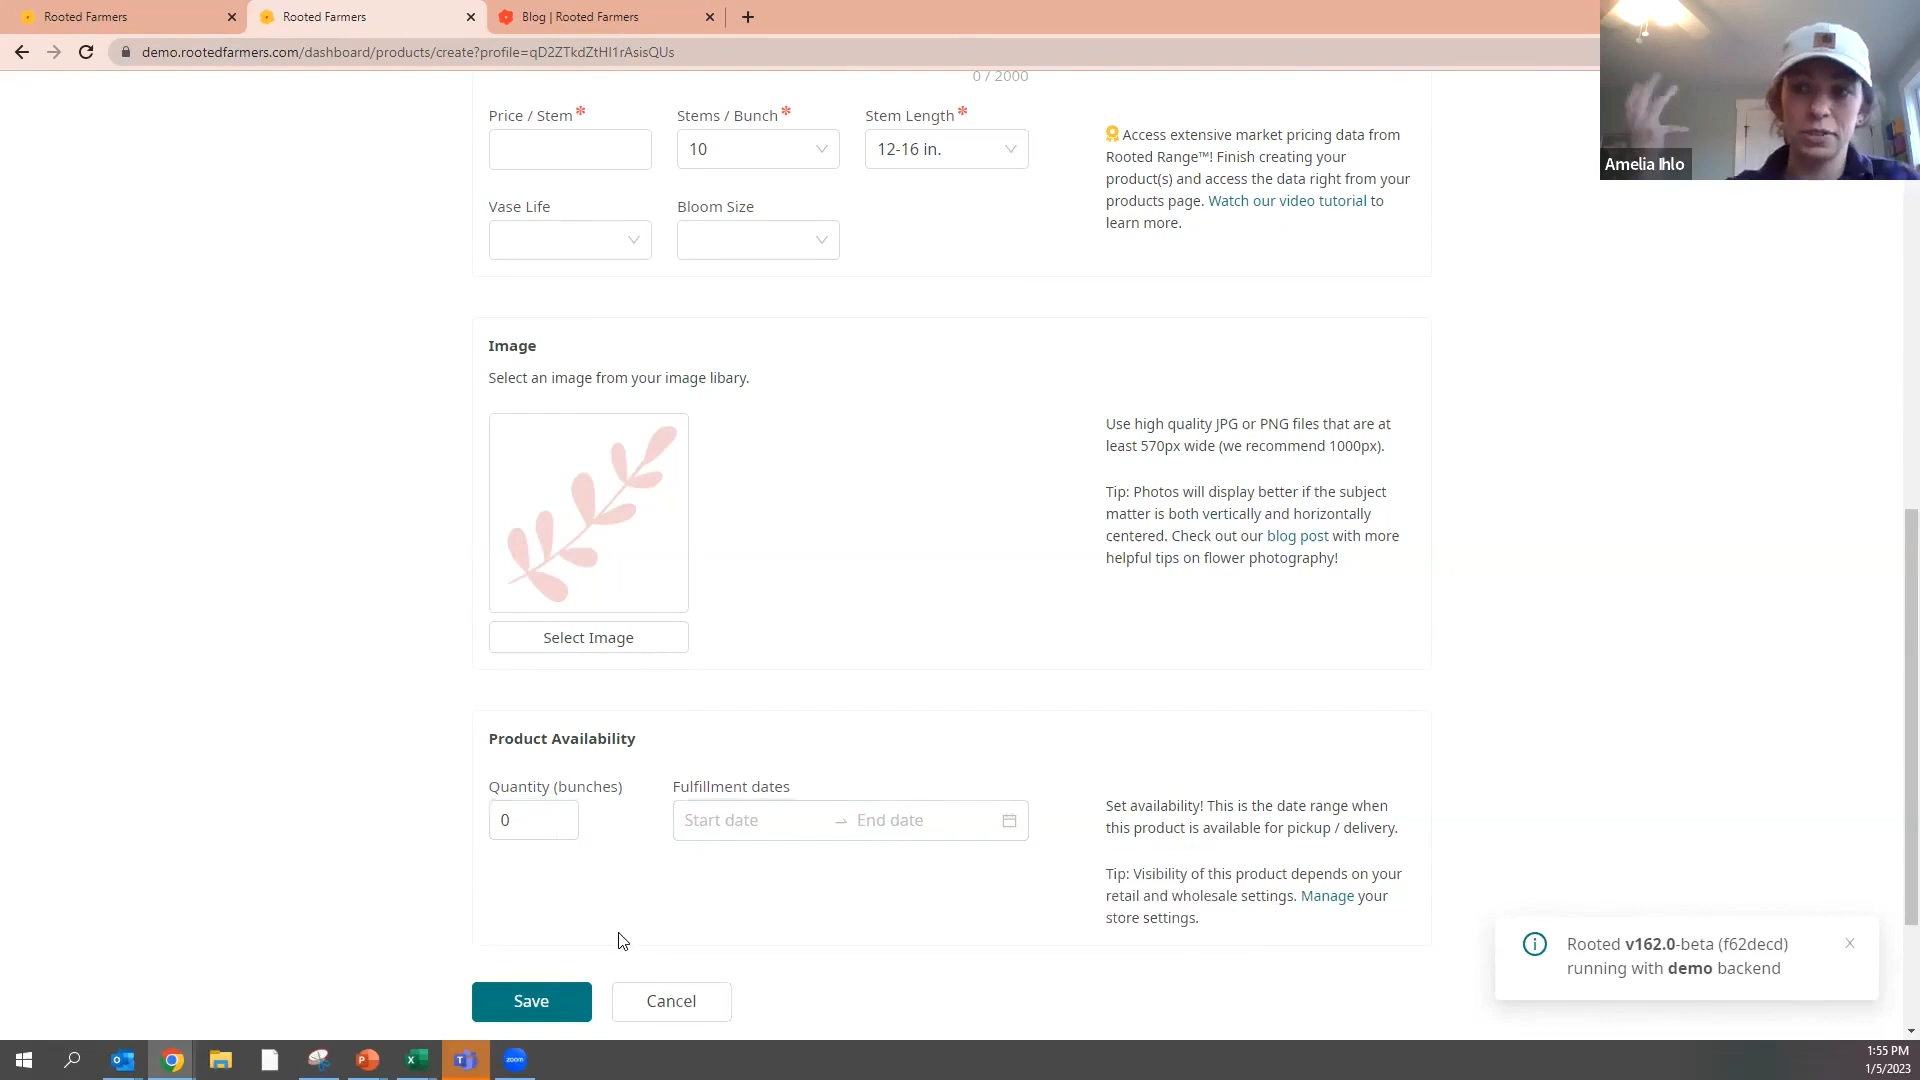 Rooted Farmers
Rooted Farmers
Blog | Rooted Farmers
demo.rootedfarmers.com/dashboard/products/create?profile=qD2ZTkdZtHI1rAsisQUs
Amelia Ihlo
0 / 2000
Price / Stem *
Stems / Bunch *
Stem Length *
10
12-16 in.
Vase Life
Bloom Size
Access extensive market pricing data from
Rooted Range™! Finish creating your
product(s) and access the data right from your
products page. Watch our video tutorial to
learn more.
Image
Select an image from your image libary.
Select Image
Use high quality JPG or PNG files that are at
least 570px wide (we recommend 1000px).
Tip: Photos will display better if the subject
matter is both vertically and horizontally
centered. Check out our blog post with more
helpful tips on flower photography!
Product Availability
Quantity (bunches)
Fulfillment dates
0
Start date → End date
Set availability! This is the date range when
this product is available for pickup / delivery.
Tip: Visibility of this product depends on your
retail and wholesale settings. Manage your
store settings.
Save
Cancel
Rooted v162.0-beta (f62decd)
running with demo backend
zoom
1:55 PM
1/5/2023